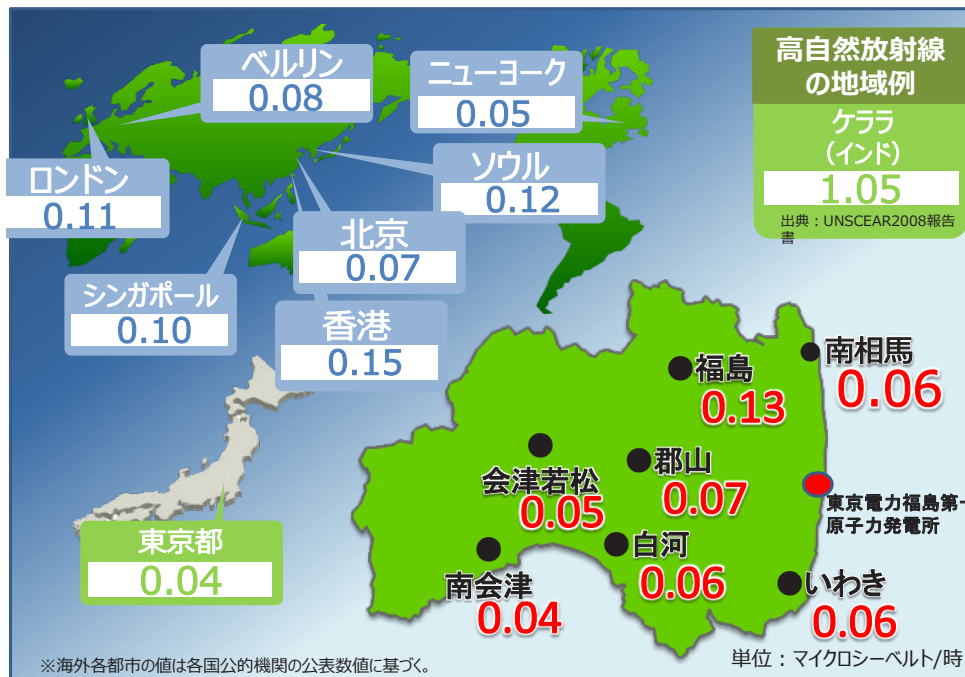 ベルリン
0.08
ニューヨーク
0.05
高自然放射線
の地域例
ケララ
(インド)
1.05
出典：UNSCEAR2008報告
書
ロンドン
0.11
ソウル
0.12
北京
0.07
シンガポール
0.10
香港
0.15
南相馬
0.06
福島
0.13
郡山
0.07
会津若松
0.05
東京電力福島第一
原子力発電所
東京都
0.04
白河
0.06
南会津
0.04
いわき
0.06
単位：マイクロシーベルト/時
※海外各都市の値は各国公的機関の公表数値に基づく。